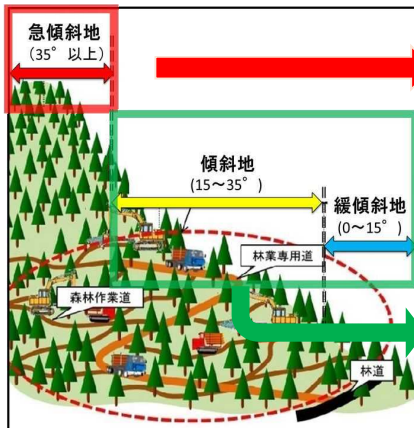 急傾斜地
（35°以上）
傾斜地
(15～35°)
緩傾斜地
(0～15°)
林業専用道
森林作業道
林道